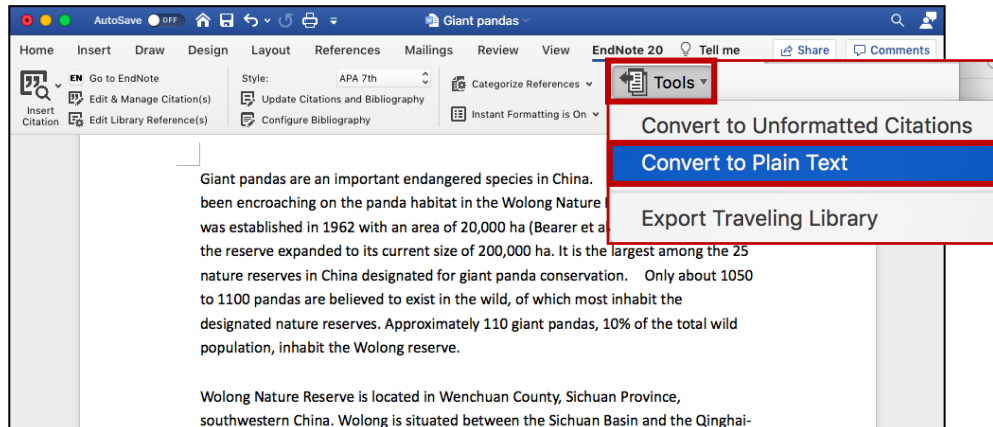 AutoSave OFF Giant pandas
Home Insert Draw Design Layout References Mailings Review View EndNote 20 Tell me Share Comments
Insert Citation
EN Go to EndNote
Edit & Manage Citation(s)
Edit Library Reference(s)
Style: APA 7th
Update Citations and Bibliography
Configure Bibliography
Categorize References
Instant Formatting is On
Tools
Convert to Unformatted Citations
Convert to Plain Text
Export Traveling Library
Giant pandas are an important endangered species in China.
been encroaching on the panda habitat in the Wolong Nature
was established in 1962 with an area of 20,000 ha (Bearer et
the reserve expanded to its current size of 200,000 ha. It is the largest among the 25
nature reserves in China designated for giant panda conservation. Only about 1050
to 1100 pandas are believed to exist in the wild, of which most inhabit the
designated nature reserves. Approximately 110 giant pandas, 10% of the total wild
population, inhabit the Wolong reserve.
Wolong Nature Reserve is located in Wenchuan County, Sichuan Province,
southwestern China. Wolong is situated between the Sichuan Basin and the Qinghai-